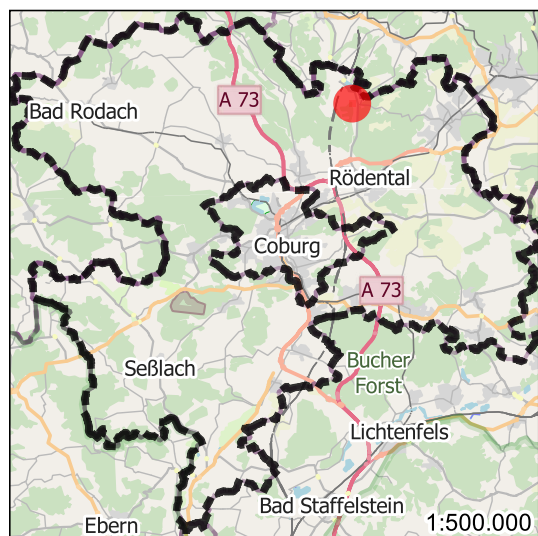 Bad Rodach
A 73
Rödental
Coburg
A 73
Seßlach
Bucher
Forst
Lichtenfels
Bad Staffelstein
Ebern
1:500.000